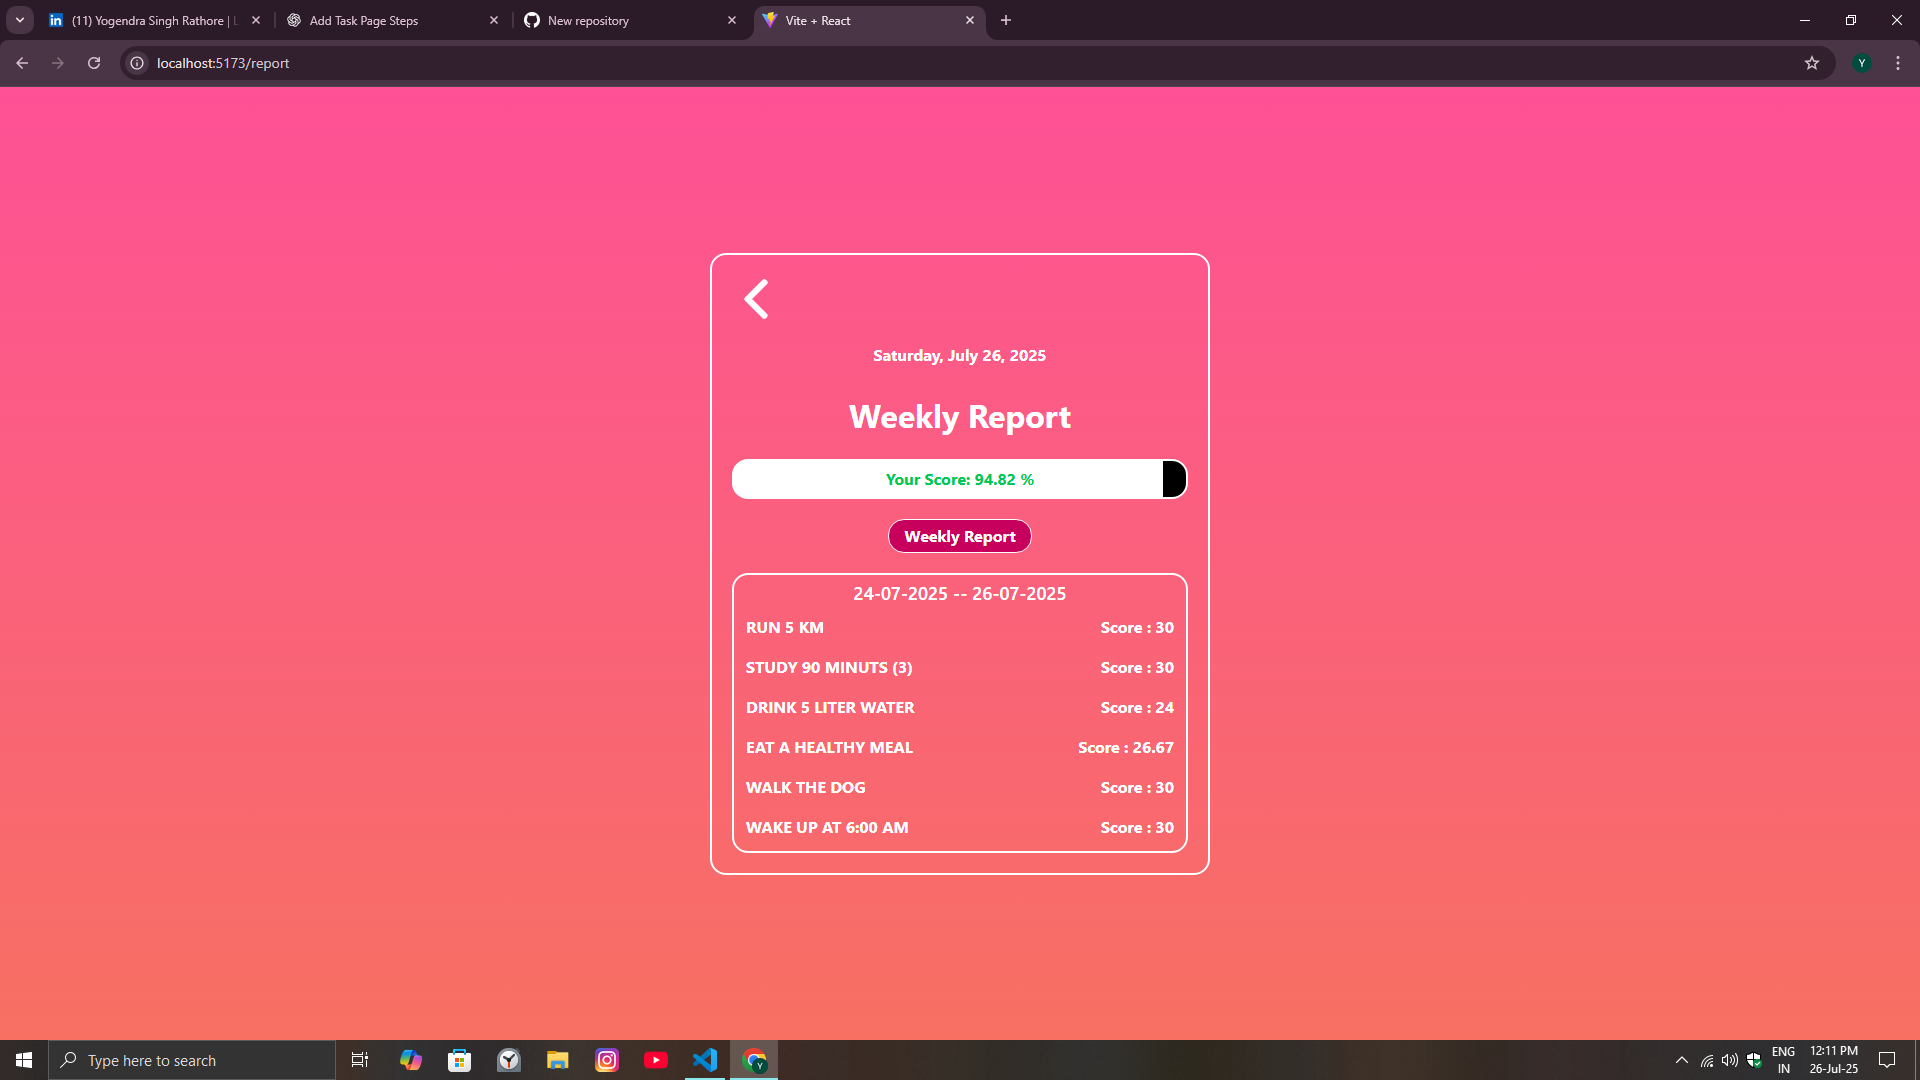 (11) Yogendra Singh Rathore | L
Add Task Page Steps
New repository
Vite + React
localhost:5173/report
Y
Saturday, July 26, 2025
Weekly Report
Your Score: 94.82 %
Weekly Report
24-07-2025 -- 26-07-2025
RUN 5 KM Score : 30
STUDY 90 MINUTS (3) Score : 30
DRINK 5 LITER WATER Score : 24
EAT A HEALTHY MEAL Score : 26.67
WALK THE DOG Score : 30
WAKE UP AT 6:00 AM Score : 30
Type here to search
Y
ENG
IN
12:11 PM
26-Jul-25